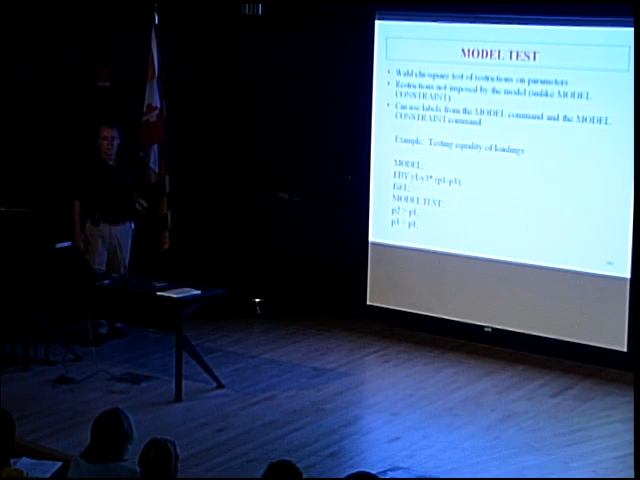 MODEL TEST
• Wald chi-square test of restrictions on parameters
• Restrictions not imposed by the model (unlike MODEL
CONSTRAINT)
• Can use labels from the MODEL command and the MODEL
CONSTRAINT command
Example: Testing equality of loadings
MODEL:
f BY y1-y3* (p1-p3);
f@1;
MODEL TEST:
p2 = p1;
p3 = p1;